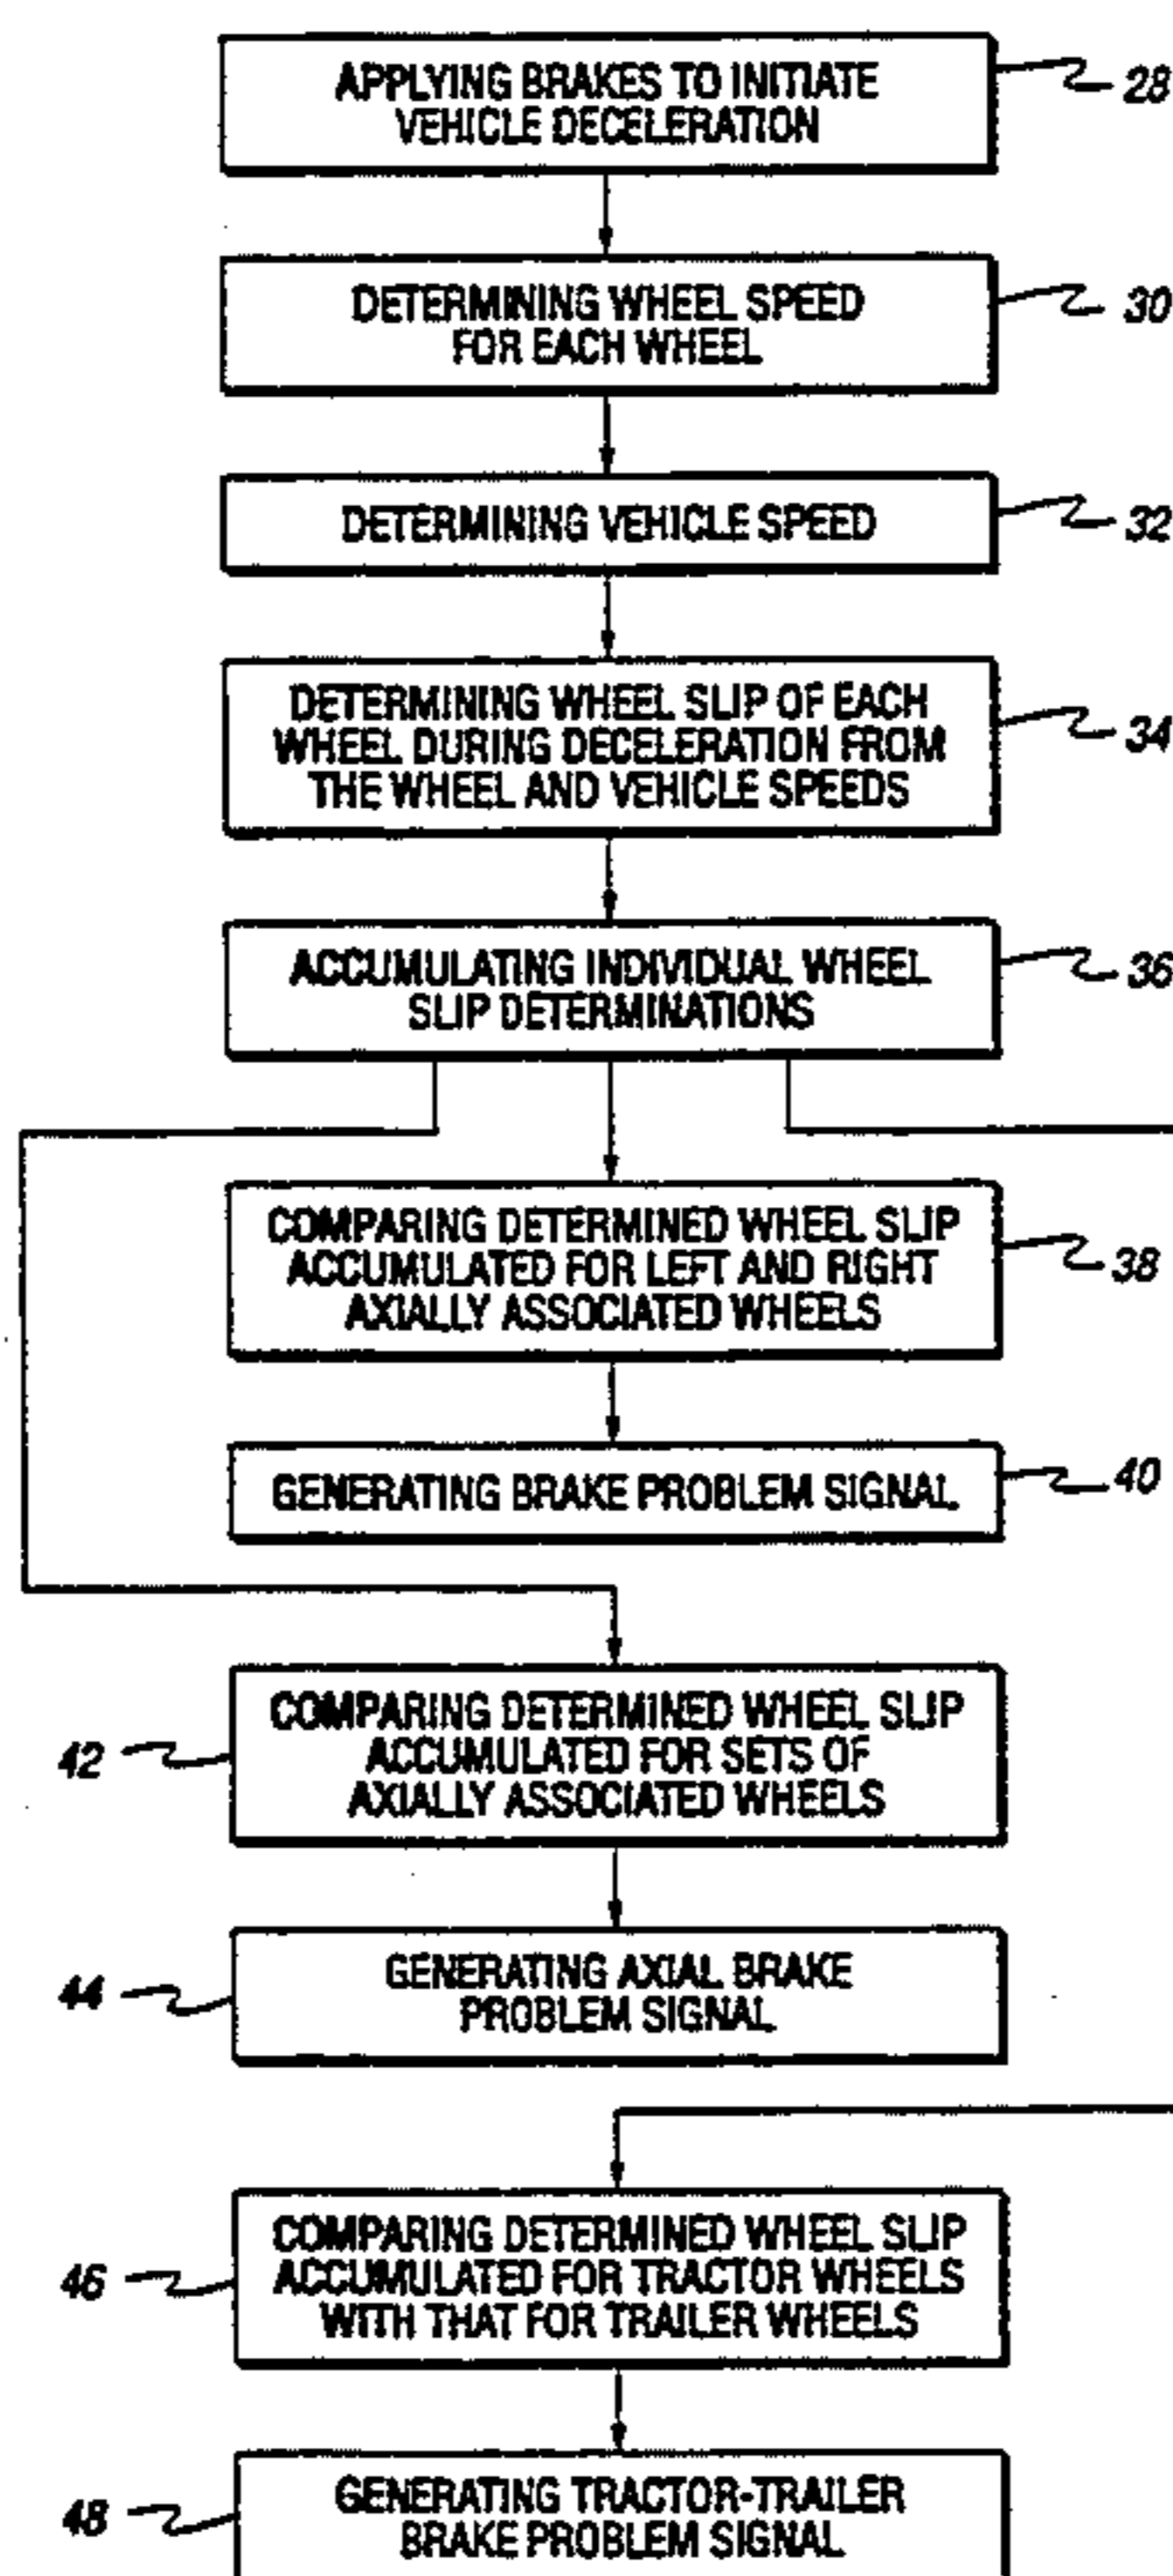 APPLYING BRAKES TO INITIATE
VEHICLE DECELERATION
28
DETERMINING WHEEL SPEED
FOR EACH WHEEL
30
DETERMINING VEHICLE SPEED
32
DETERMINING WHEEL SLIP OF EACH
WHEEL DURING DECELERATION FROM
THE WHEEL AND VEHICLE SPEEDS
34
ACCUMULATING INDIVIDUAL WHEEL
SLIP DETERMINATIONS
36
COMPARING DETERMINED WHEEL SLIP
ACCUMULATED FOR LEFT AND RIGHT
AXIALLY ASSOCIATED WHEELS
38
GENERATING BRAKE PROBLEM SIGNAL
40
42
COMPARING DETERMINED WHEEL SLIP
ACCUMULATED FOR SETS OF
AXIALLY ASSOCIATED WHEELS
44
GENERATING AXIAL BRAKE
PROBLEM SIGNAL
46
COMPARING DETERMINED WHEEL SLIP
ACCUMULATED FOR TRACTOR WHEELS
WITH THAT FOR TRAILER WHEELS
48
GENERATING TRACTOR-TRAILER
BRAKE PROBLEM SIGNAL